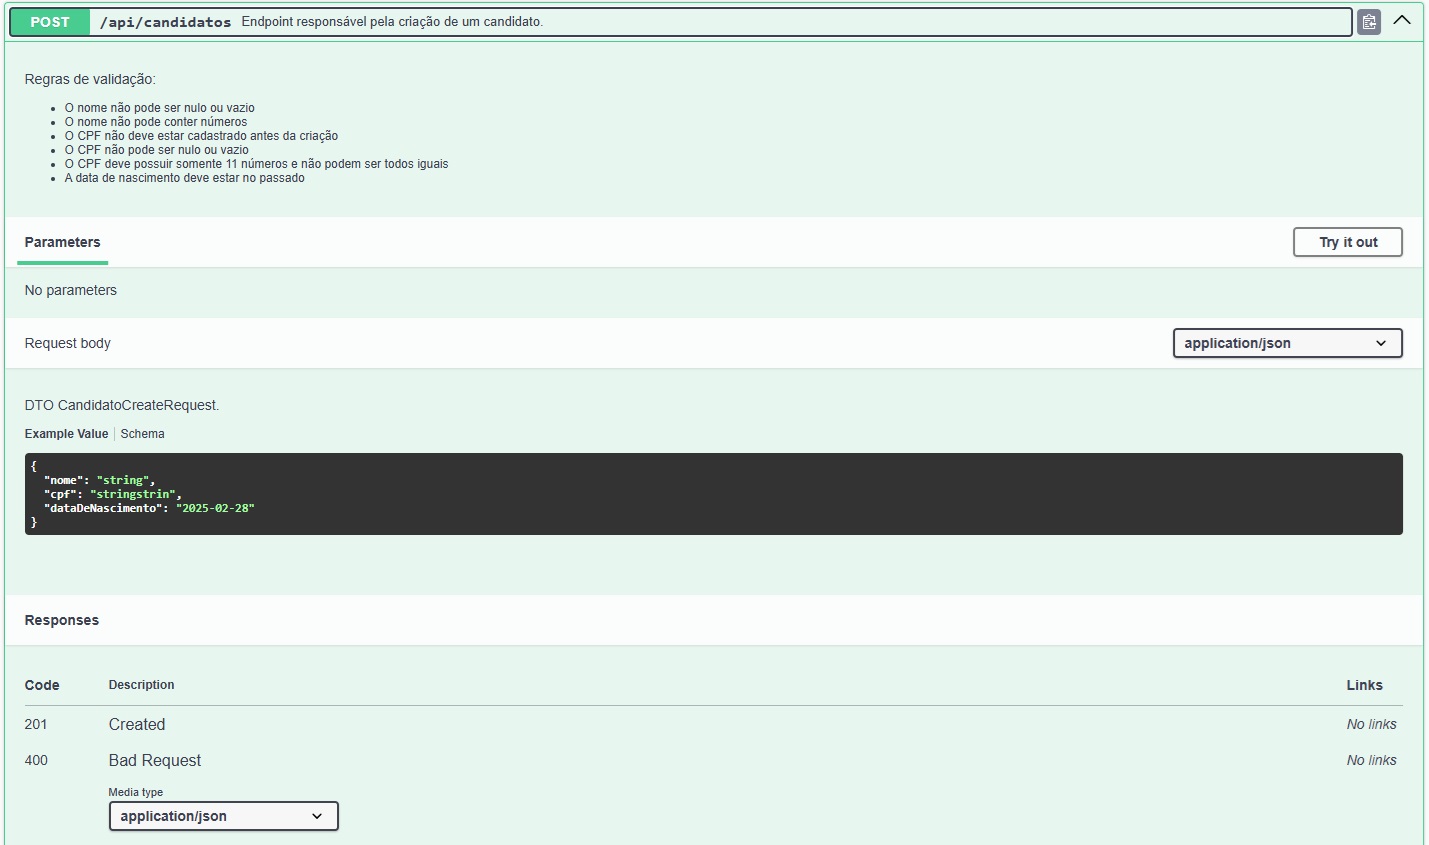 POST /api/candidatos Endpoint responsável pela criação de um candidato.
Regras de validação:
• O nome não pode ser nulo ou vazio
• O nome não pode conter números
• O CPF não deve estar cadastrado antes da criação
• O CPF não pode ser nulo ou vazio
• O CPF deve possuir somente 11 números e não podem ser todos iguais
• A data de nascimento deve estar no passado
Parameters Try it out
No parameters
Request body application/json
DTO CandidatoCreateRequest.
Example Value Schema
{
"nome": "string",
"cpf": "stringstrin",
"dataDeNascimento": "2025-02-28"
}
Responses
Code Description Links
201 Created No links
400 Bad Request No links
Media type
application/json